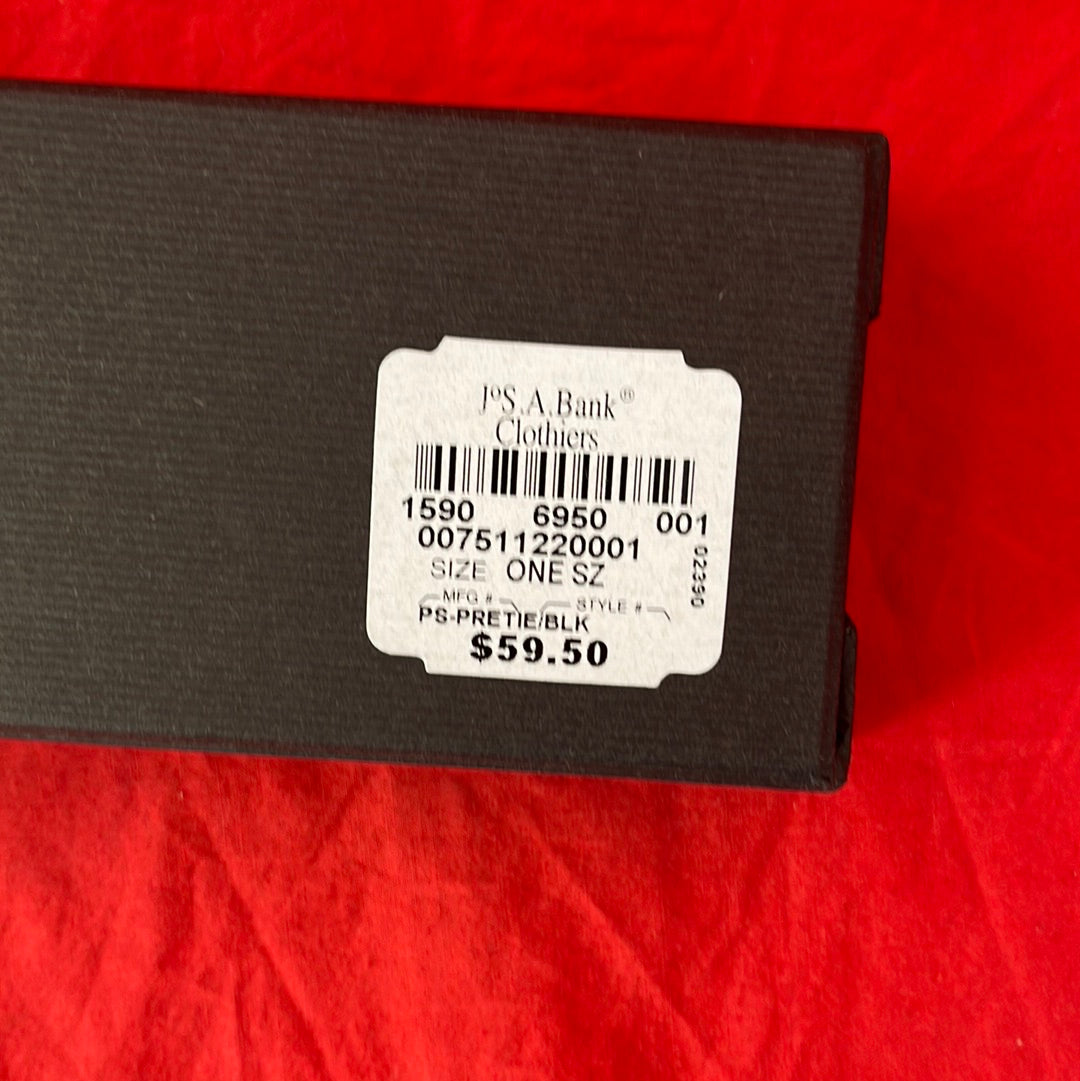 JoS.A.Bank®
Clothiers
1590 6950 001
007511220001
SIZE ONE SZ
02390
MFG # STYLE #
PS-PRETIE/BLK
$59.50